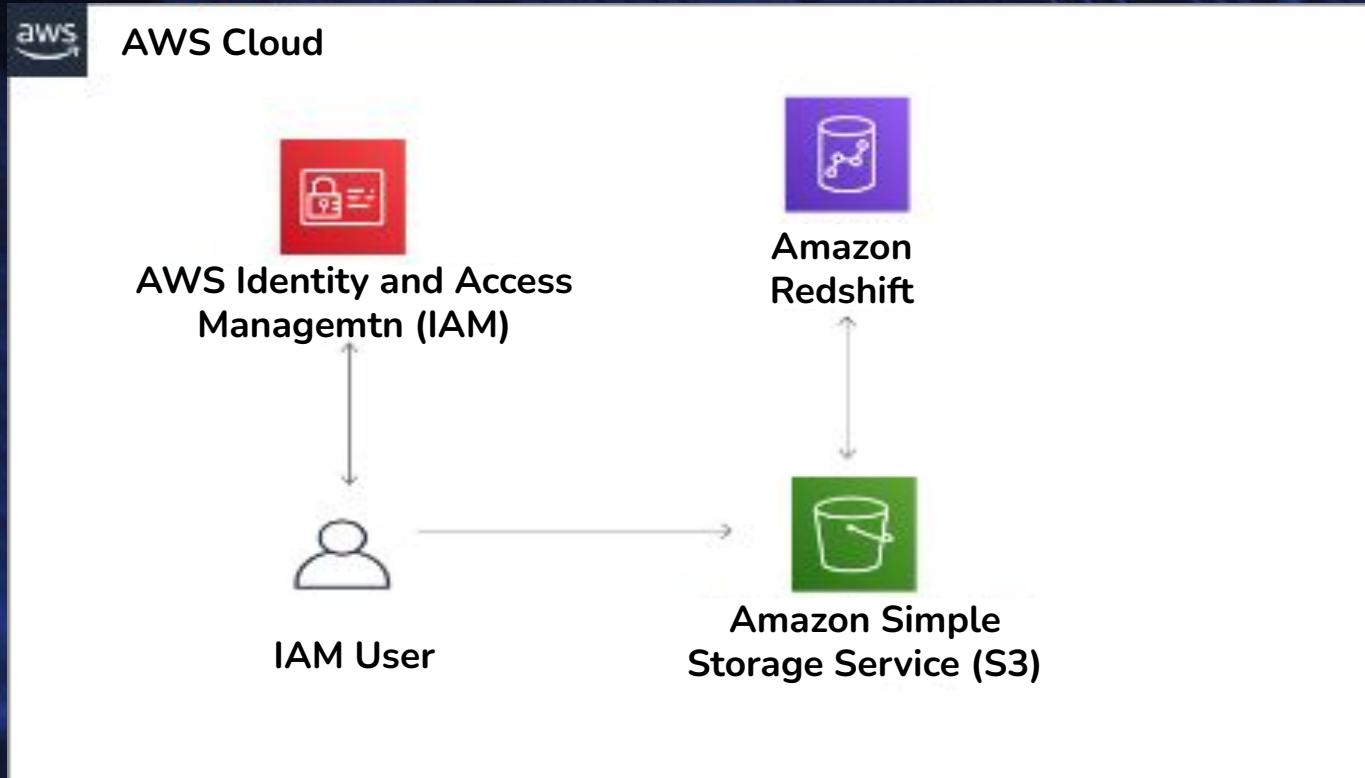 aws
AWS Cloud
AWS Identity and Access
Managemtn (IAM)
Amazon
Redshift
IAM User
Amazon Simple
Storage Service (S3)